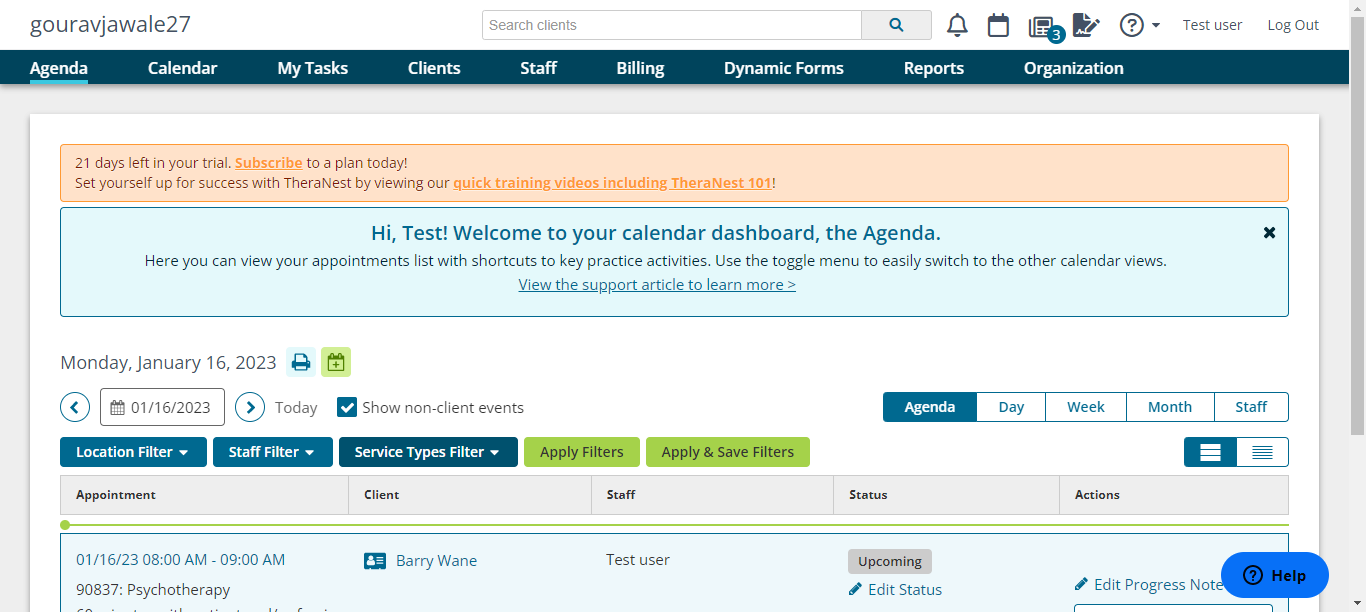 gouravjawale27
Search clients
3
Test user
Log Out
Agenda
Calendar
My Tasks
Clients
Staff
Billing
Dynamic Forms
Reports
Organization
21 days left in your trial. Subscribe to a plan today!
Set yourself up for success with TheraNest by viewing our quick training videos including TheraNest 101!
Hi, Test! Welcome to your calendar dashboard, the Agenda.
Here you can view your appointments list with shortcuts to key practice activities. Use the toggle menu to easily switch to the other calendar views.
View the support article to learn more >
Monday, January 16, 2023
01/16/2023
Today
Show non-client events
Agenda
Day
Week
Month
Staff
Location Filter
Staff Filter
Service Types Filter
Apply Filters
Apply & Save Filters
Appointment
Client
Staff
Status
Actions
01/16/23 08:00 AM - 09:00 AM
Barry Wane
Test user
Upcoming
Edit Status
Edit Progress Note
Help
90837: Psychotherapy